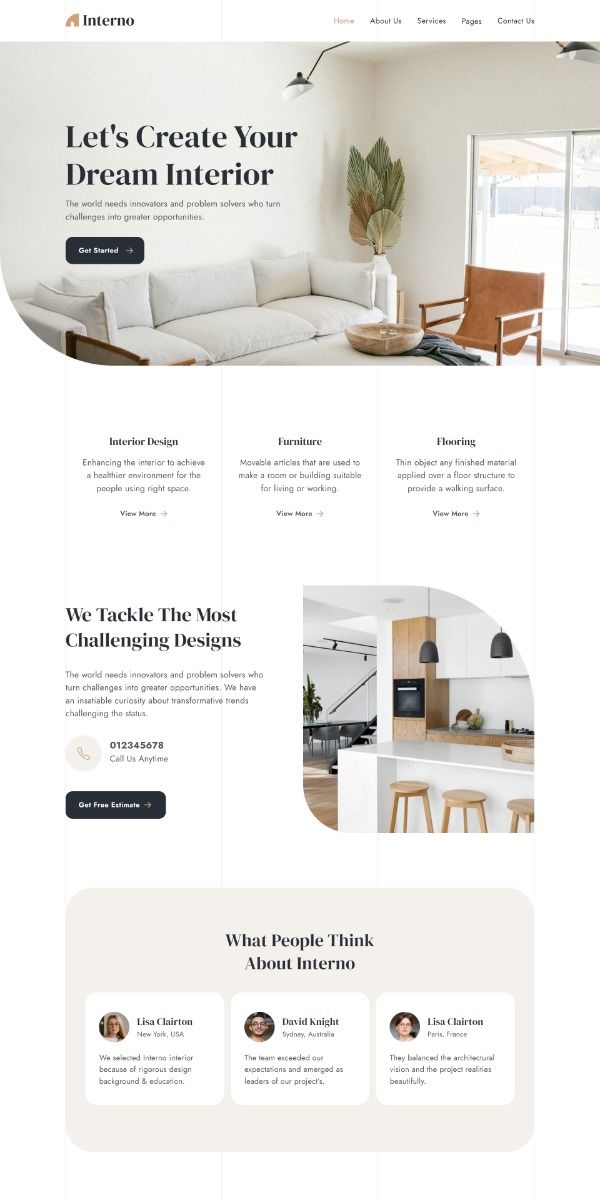 Interno
Home About Us Services Pages Contact Us
Let's Create Your
Dream Interior
The world needs innovators and problem solvers who turn
challenges into greater opportunities.
Get Started
Interior Design
Enhancing the interior to achieve
a healthier environment for the
people using right space.
View More
Furniture
Movable articles that are used to
make a room or building suitable
for living or working.
View More
Flooring
Thin object any finished material
applied over a floor structure to
provide a walking surface.
View More
We Tackle The Most
Challenging Designs
The world needs innovators and problem solvers who
turn challenges into greater opportunities. We have
an insatiable curiosity about transformative trends
challenging the status.
012345678
Call Us Anytime
Get Free Estimate
What People Think
About Interno
Lisa Clairton
New York, USA
We selected Interno interior
because of rigorous design
background & education.
David Knight
Sydney, Australia
The team exceeded our
expectations and emerged as
leaders of our project's.
Lisa Clairton
Paris, France
They balanced the architectural
vision and the project realities
beautifully.